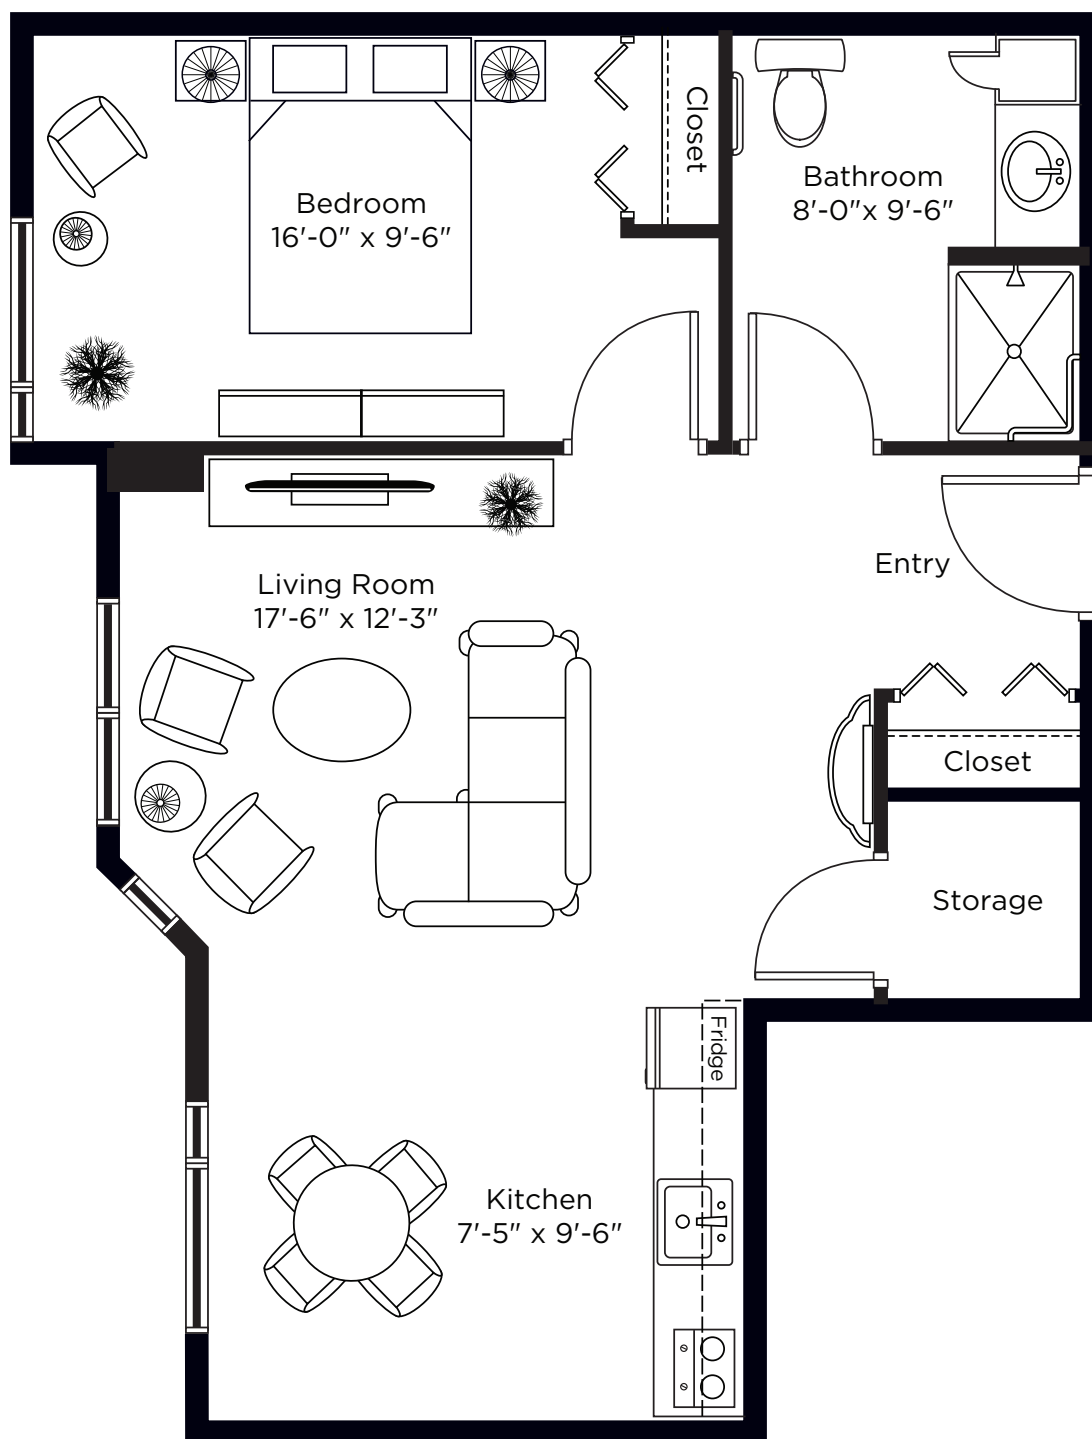 Closet
Bathroom
8'-0"x 9'-6"
Bedroom
16'-0" x 9'-6"
Entry
Living Room
17'-6" x 12'-3"
Closet
Storage
Fridge
Kitchen
7'-5" x 9'-6"